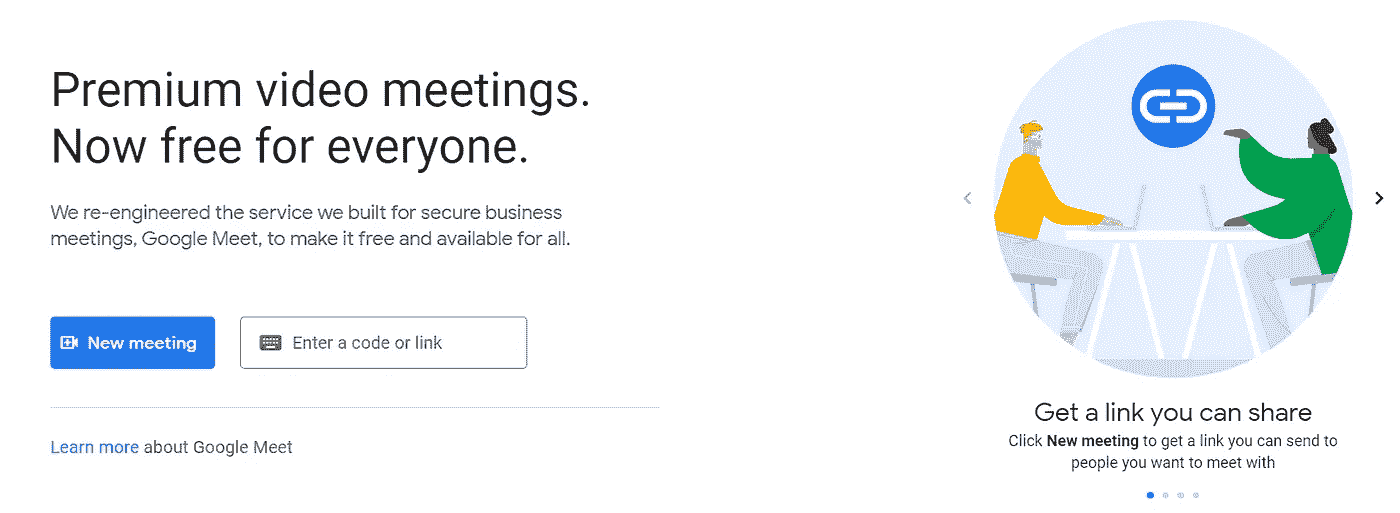 Premium video meetings.
Now free for everyone.
We re-engineered the service we built for secure business
meetings, Google Meet, to make it free and available for all.
New meeting
Enter a code or link
Learn more about Google Meet
Get a link you can share
Click New meeting to get a link you can send to
people you want to meet with